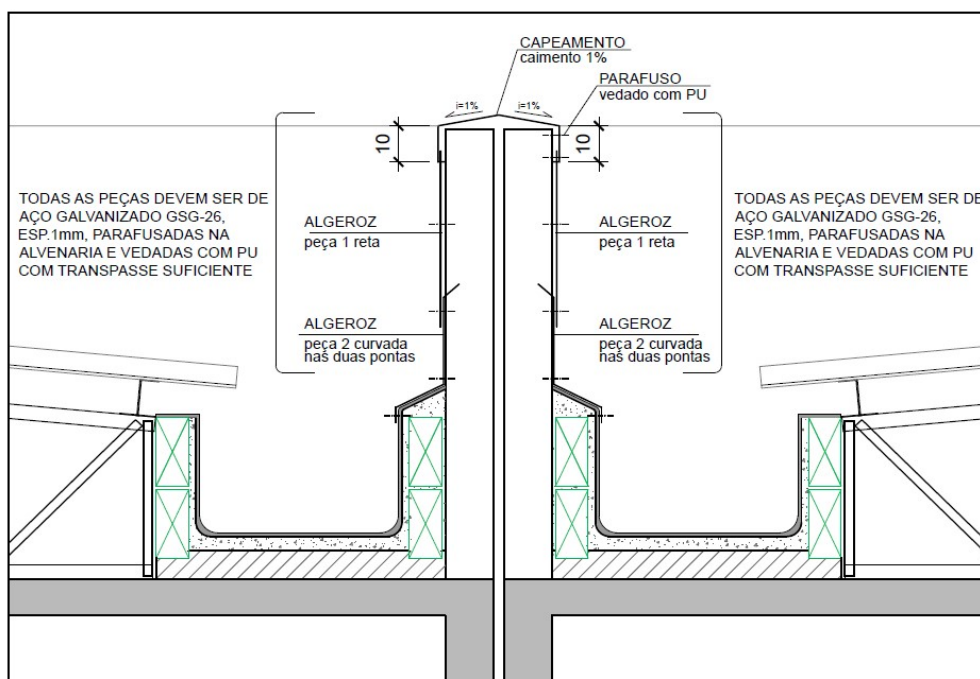 CAPEAMENTO
caimento 1%
PARAFUSO
vedado com PU
i=1%
i=1%
10
10
TODAS AS PEÇAS DEVEM SER DE
AÇO GALVANIZADO GSG-26,
ESP.1mm, PARAFUSADAS NA
ALVENARIA E VEDADAS COM PU
COM TRANSPASSE SUFICIENTE
ALGEROZ
peça 1 reta
ALGEROZ
peça 2 curvada
nas duas pontas
ALGEROZ
peça 1 reta
ALGEROZ
peça 2 curvada
nas duas pontas
TODAS AS PEÇAS DEVEM SER DE
AÇO GALVANIZADO GSG-26,
ESP.1mm, PARAFUSADAS NA
ALVENARIA E VEDADAS COM PU
COM TRANSPASSE SUFICIENTE